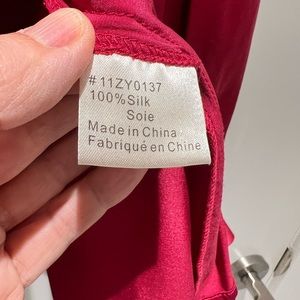 #11ZY0137
100%Silk
Soie
Made in China
Fabriqué en Chine